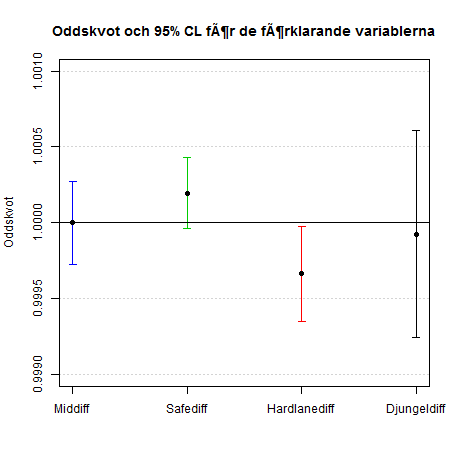 Oddskvot och 95% CL fÃ¶r de fÃ¶rklarande variablerna
Oddskvot
1.0010
1.0005
1.0000
0.9995
0.9990
Middiff
Safediff
Hardlanediff
Djungeldiff